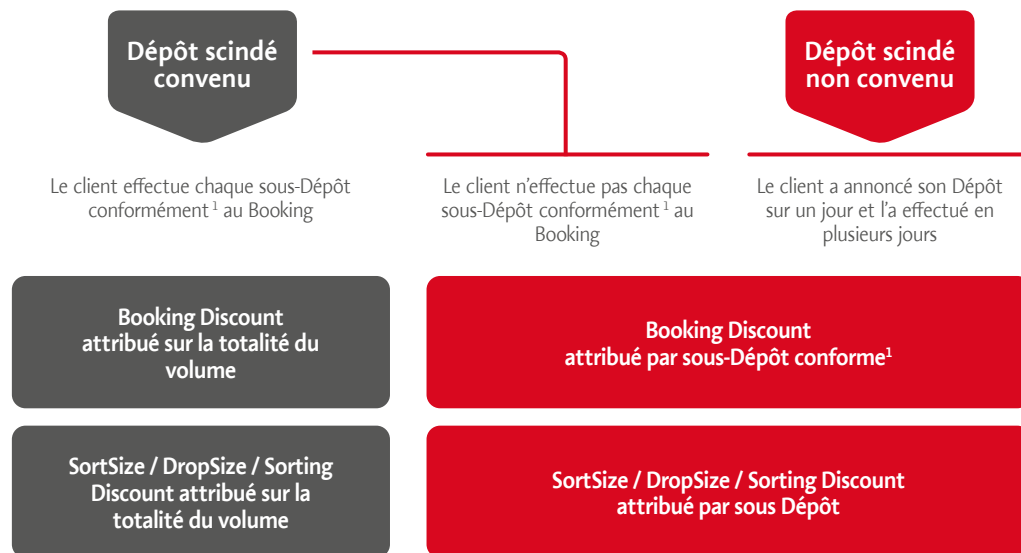 Dépôt scindé
convenu
Dépôt scindé
non convenu
Le client effectue chaque sous-Dépôt
conformément ¹ au Booking
Le client n’effectue pas chaque
sous-Dépôt conformément ¹ au
Booking
Le client a annoncé son Dépôt
sur un jour et l’a effectué en
plusieurs jours
Booking Discount
attribué sur la totalité du
volume
Booking Discount
attribué par sous-Dépôt conforme¹
SortSize / DropSize / Sorting
Discount attribué sur la
totalité du volume
SortSize / DropSize / Sorting Discount
attribué par sous Dépôt